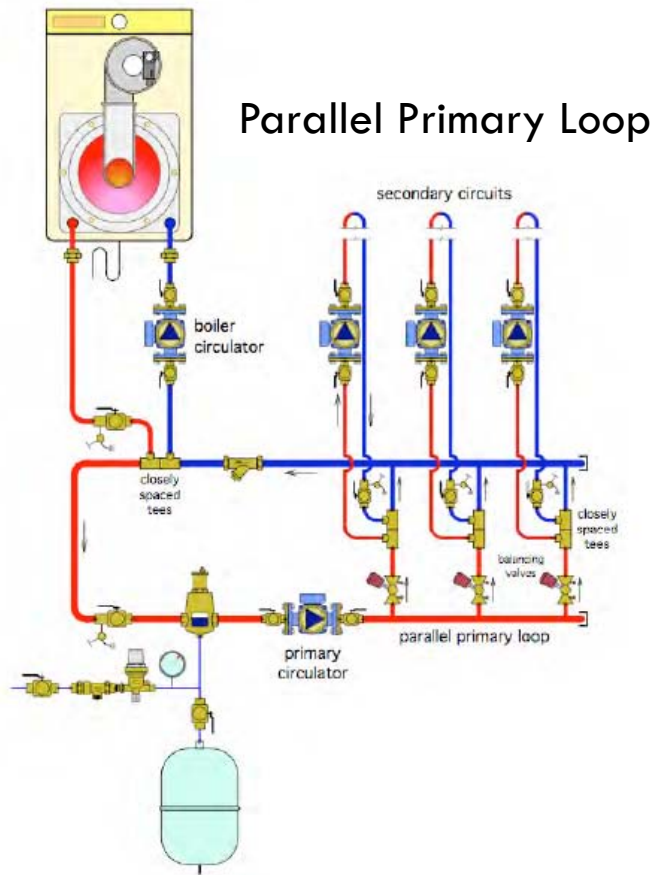 Parallel Primary Loop
secondary circuits
boiler
circulator
closely
spaced
tees
closely
spaced
tees
balancing
valves
parallel primary loop
primary
circulator